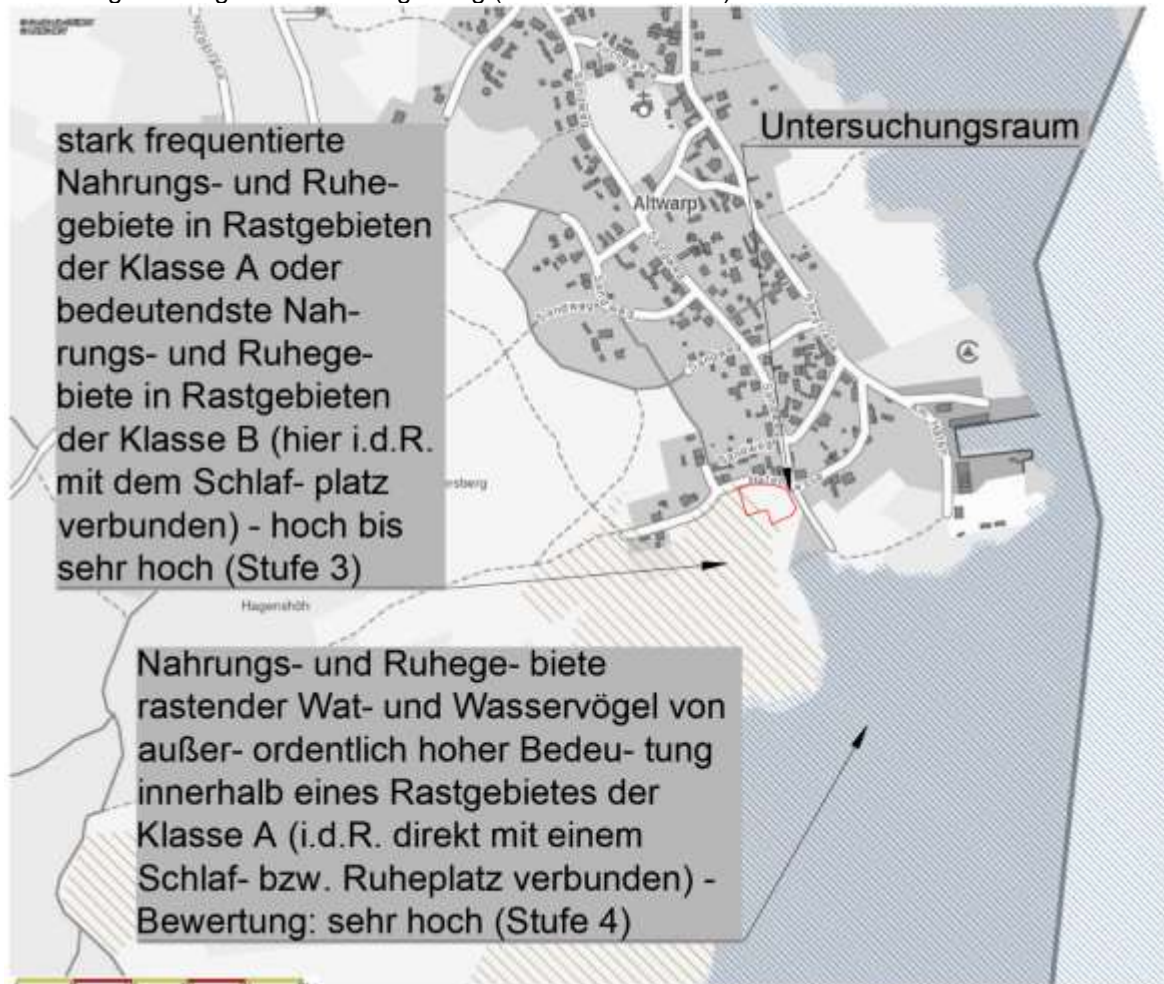 stark frequentierte
Nahrungs- und Ruhe-
gebiete in Rastgebieten
der Klasse A oder
bedeutendste Nah-
rungs- und Ruhege-
biete in Rastgebieten
der Klasse B (hier i.d.R.
mit dem Schlaf- platz
verbunden) - hoch bis
sehr hoch (Stufe 3)
Untersuchungsraum
Altwarp
Hagenshöh
Nahrungs- und Ruhege- biete
rastender Wat- und Wasservögel von
außer- ordentlich hoher Bedeu- tung
innerhalb eines Rastgebietes der
Klasse A (i.d.R. direkt mit einem
Schlaf- bzw. Ruheplatz verbunden) -
Bewertung: sehr hoch (Stufe 4)